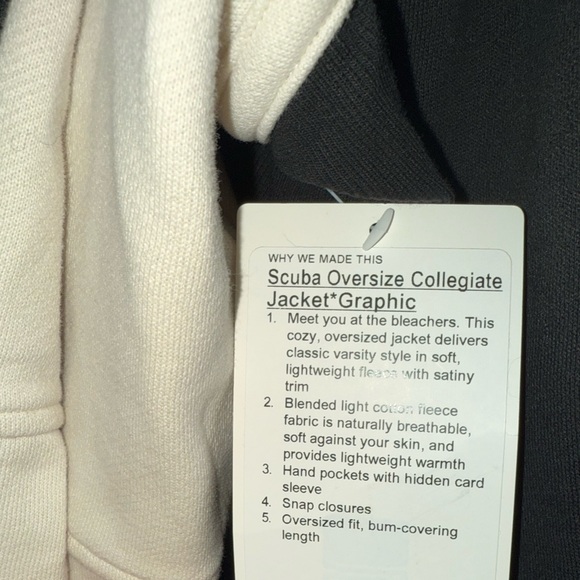 WHY WE MADE THIS
Scuba Oversize Collegiate
Jacket*Graphic
1. Meet you at the bleachers. This
cozy, oversized jacket delivers
classic varsity style in soft,
lightweight fleece with satiny
trim
2. Blended light cotton fleece
fabric is naturally breathable,
soft against your skin, and
provides lightweight warmth
3. Hand pockets with hidden card
sleeve
4. Snap closures
5. Oversized fit, bum-covering
length